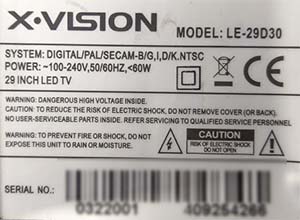 X·VISION MODEL: LE-29D30
SYSTEM: DIGITAL/PAL/SECAM-B/G,I,D/K.NTSC
POWER: ~100-240V,50/60HZ,<60W
29 INCH LED TV
WARNING: DANGEROUS HIGH VOLTAGE INSIDE.
TO REDUCE THE RISK OF ELECTRIC SHOCK, DO NOT REMOVE COVER (OR BACK)
NO USER-SERVICEABLE PARTS INSIDE. REFER SERVICING TO QUALIFIED
WARNING: TO PREVENT FIRE OR SHOCK, DO NOT EXPOSE THIS UNIT TO RAIN OR MOISTURE.
CAUTION
RISK OF ELECTRIC SHOCK
DO NOT OPEN
SERIAL NO.:
0322001 409254266